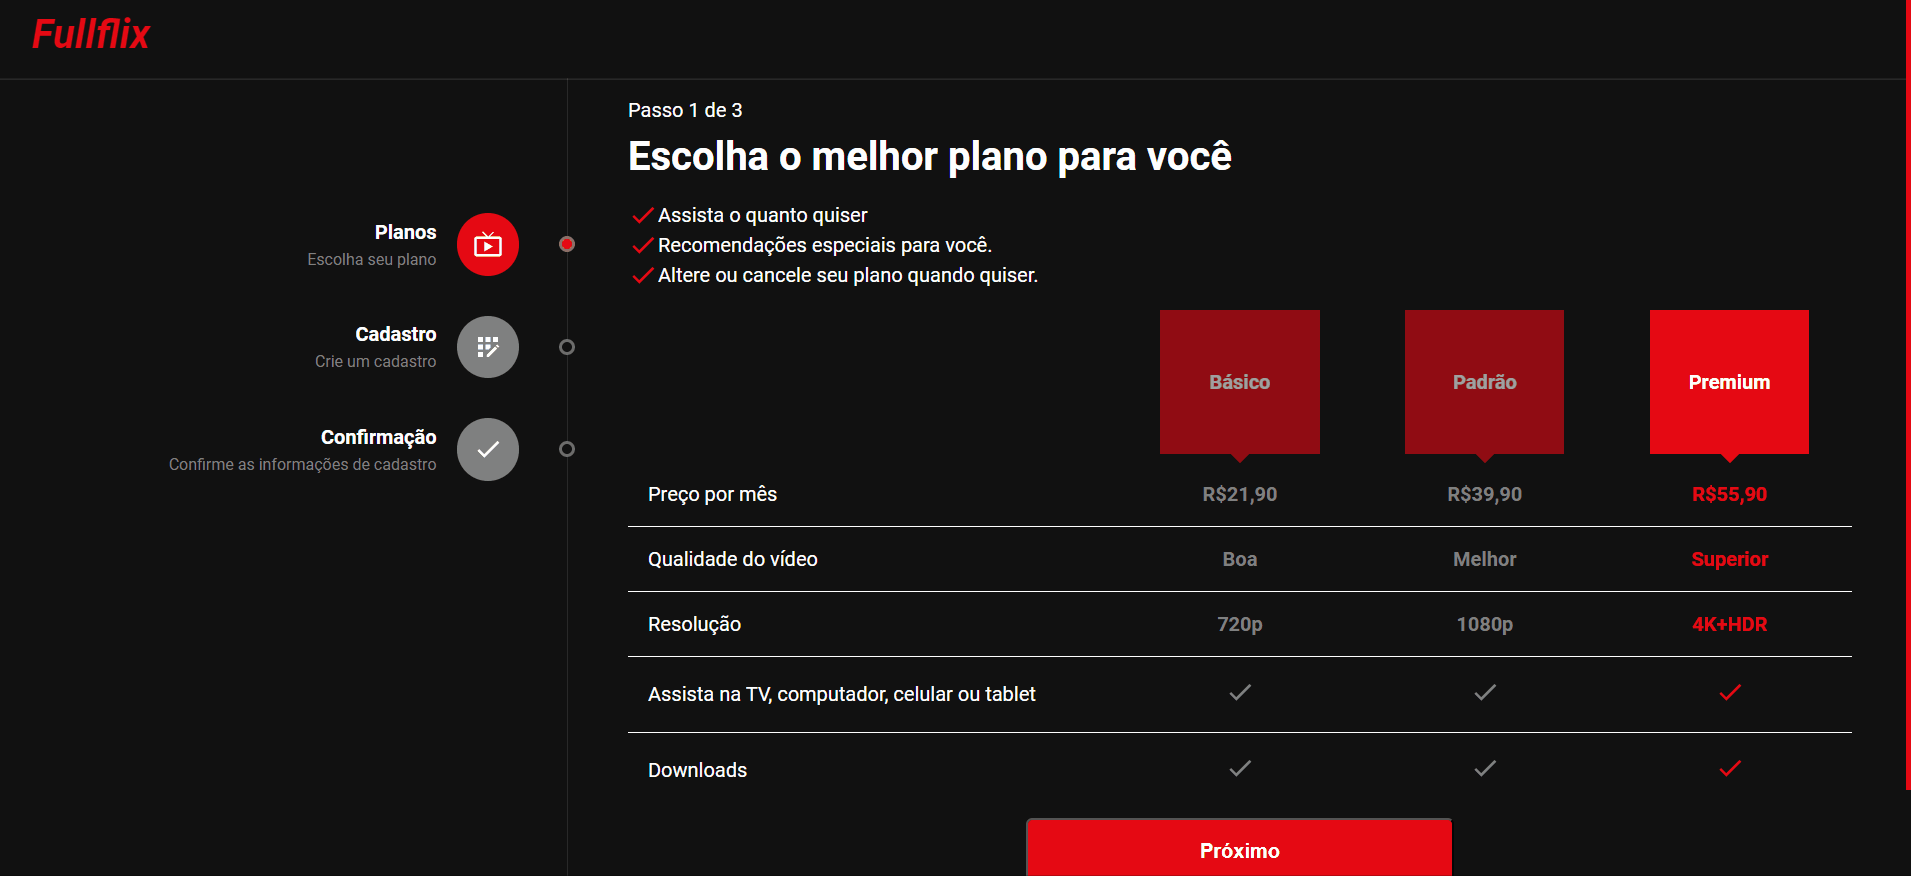 Fullflix
Planos
Escolha seu plano
Cadastro
Crie um cadastro
Confirmação
Confirme as informações de cadastro
Passo 1 de 3
Escolha o melhor plano para você
Assista o quanto quiser
Recomendações especiais para você.
Altere ou cancele seu plano quando quiser.
Básico Padrão Premium
Preço por mês R$21,90 R$39,90 R$55,90
Qualidade do vídeo Boa Melhor Superior
Resolução 720p 1080p 4K+HDR
Assista na TV, computador, celular ou tablet
Downloads
Próximo